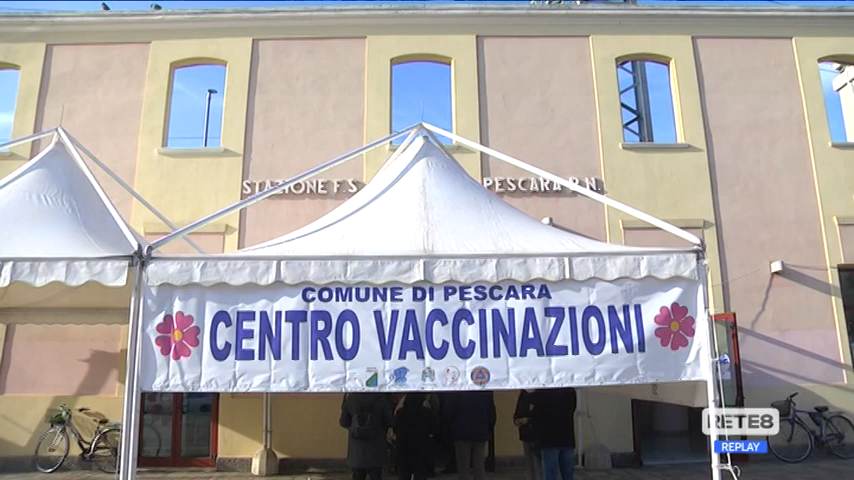 STAZIONE F.S.
PESCARA P.N.
COMUNE DI PESCARA
CENTRO VACCINAZIONI
RETE8
REPLAY